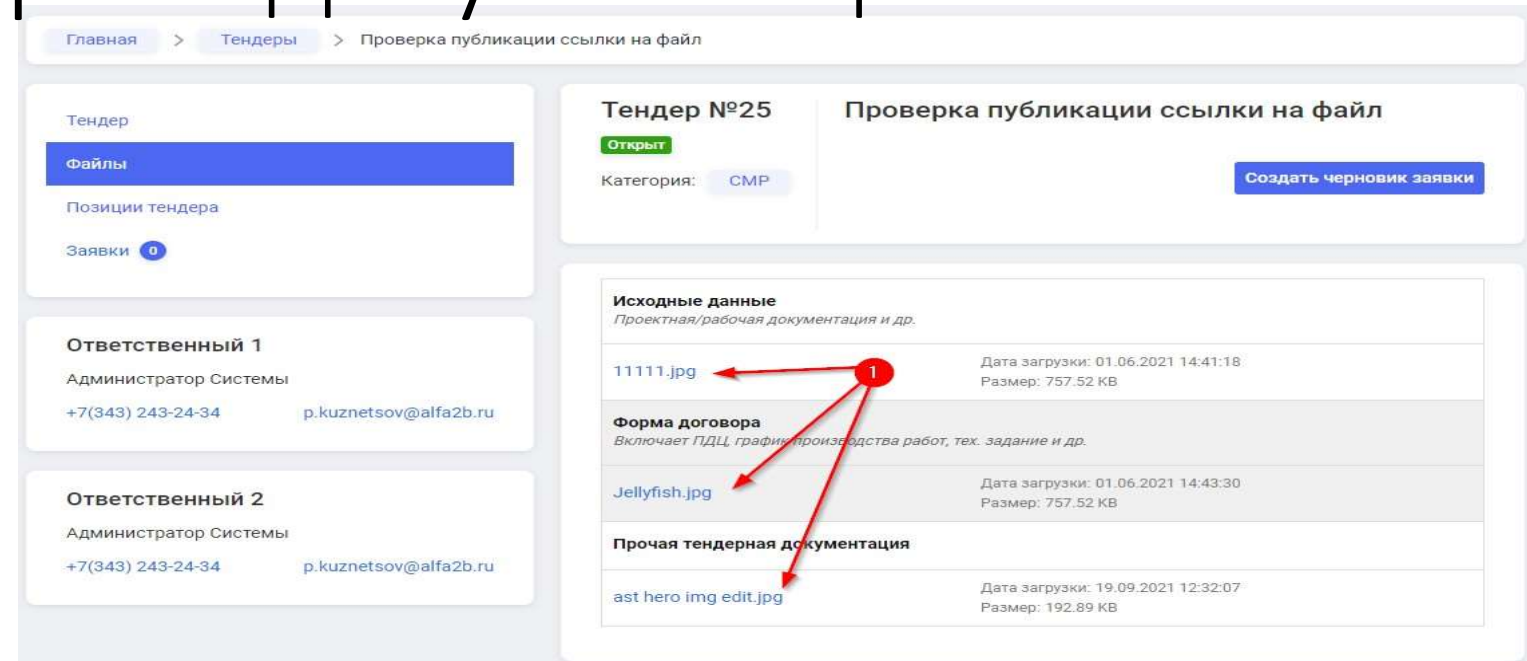 Главная > Тендеры > Проверка публикации ссылки на файл
Тендер
Файлы
Позиции тендера
Заявки 0
Ответственный 1
Администратор Системы
+7(343) 243-24-34 p.kuznetsov@alfa2b.ru
Ответственный 2
Администратор Системы
+7(343) 243-24-34 p.kuznetsov@alfa2b.ru
Тендер №25
Открыт
Категория: СМР
Проверка публикации ссылки на файл
Создать черновик заявки
Исходные данные
Проектная/рабочая документация и др.
11111.jpg
1
Дата загрузки: 01.06.2021 14:41:18
Размер: 757.52 KB
Форма договора
Включает ПДЦ, график производства работ, тех. задание и др.
Jellyfish.jpg
Дата загрузки: 01.06.2021 14:43:30
Размер: 757.52 KB
Прочая тендерная документация
ast hero img edit.jpg
Дата загрузки: 19.09.2021 12:32:07
Размер: 192.89 KB